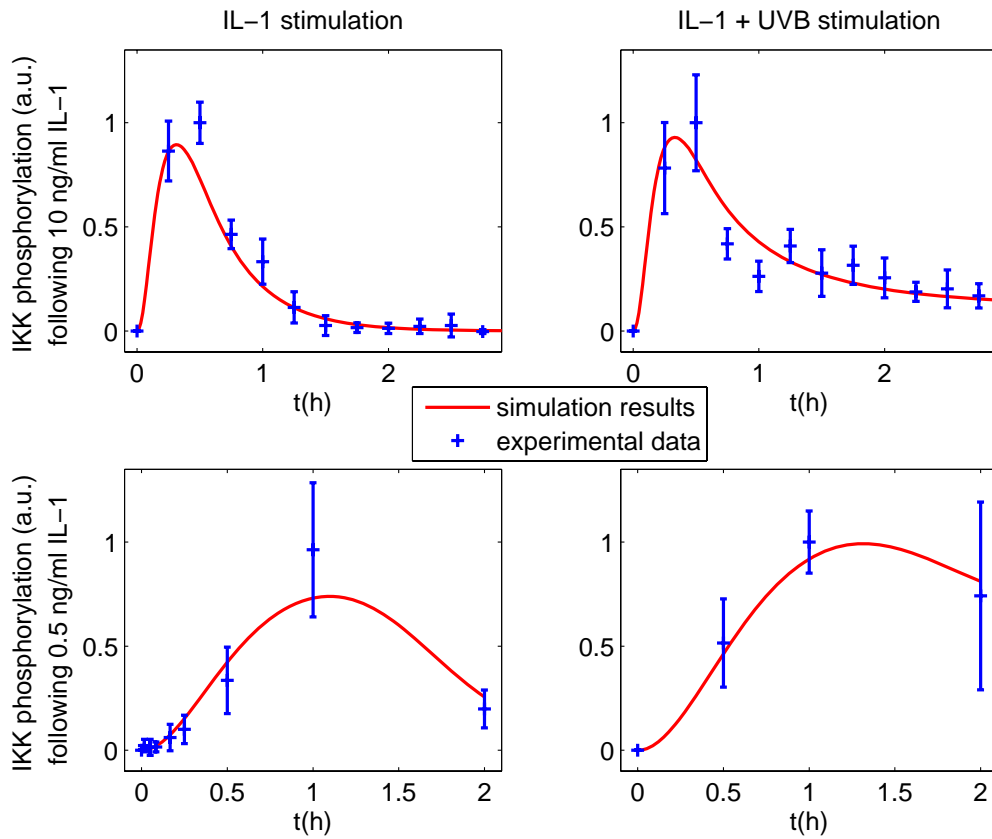 IL−1 stimulation
IL−1 + UVB stimulation
IKK phosphorylation (a.u.)
following 10 ng/ml IL−1
1
0.5
0
0 1 2
t(h)
1
0.5
0
0 1 2
t(h)
simulation results
experimental data
IKK phosphorylation (a.u.)
following 0.5 ng/ml IL−1
1
0.5
0
0 0.5 1 1.5 2
t(h)
1
0.5
0
0 0.5 1 1.5 2
t(h)